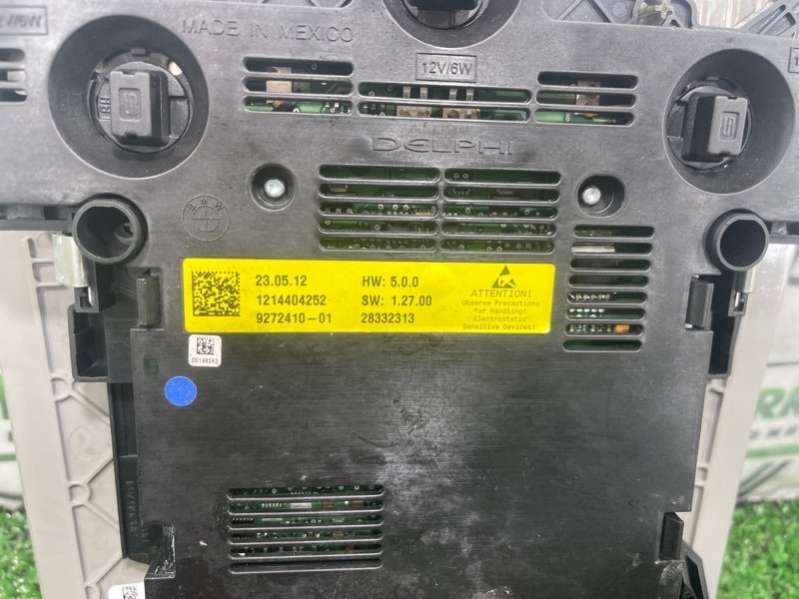 MADE IN MEXICO
12V/6W
DELPHI
23.05.12 HW: 5.0.0
1214404252 SW: 1.27.00
9272410-01 28332313
ATTENTION!
Observe Precautions
for Handling!
Electrostatic
Sensitive Devices!